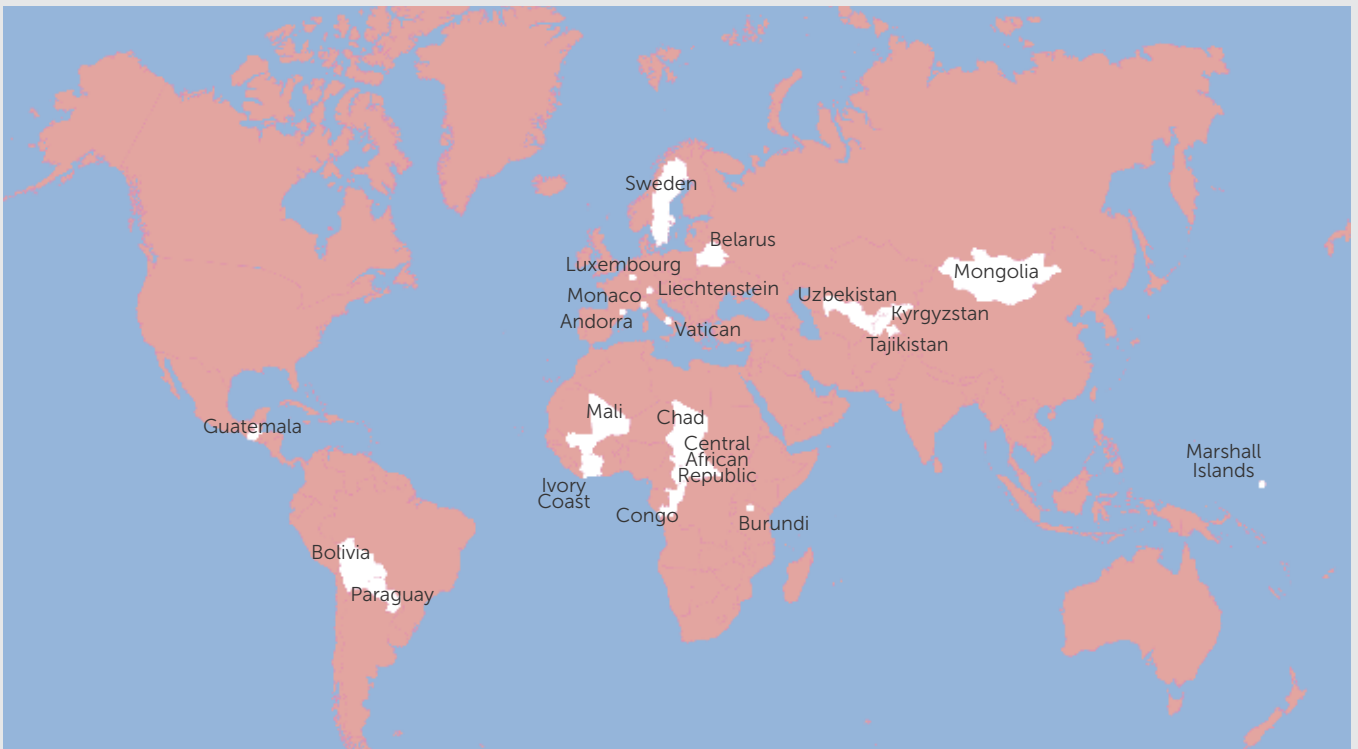 Sweden
Belarus
Luxembourg
Mongolia
Liechtenstein
Monaco
Uzbekistan
Kyrgyzstan
Andorra
Vatican
Tajikistan
Mali
Chad
Guatemala
Central
African
Republic
Marshall
Islands
Ivory
Coast
Congo
Burundi
Bolivia
Paraguay